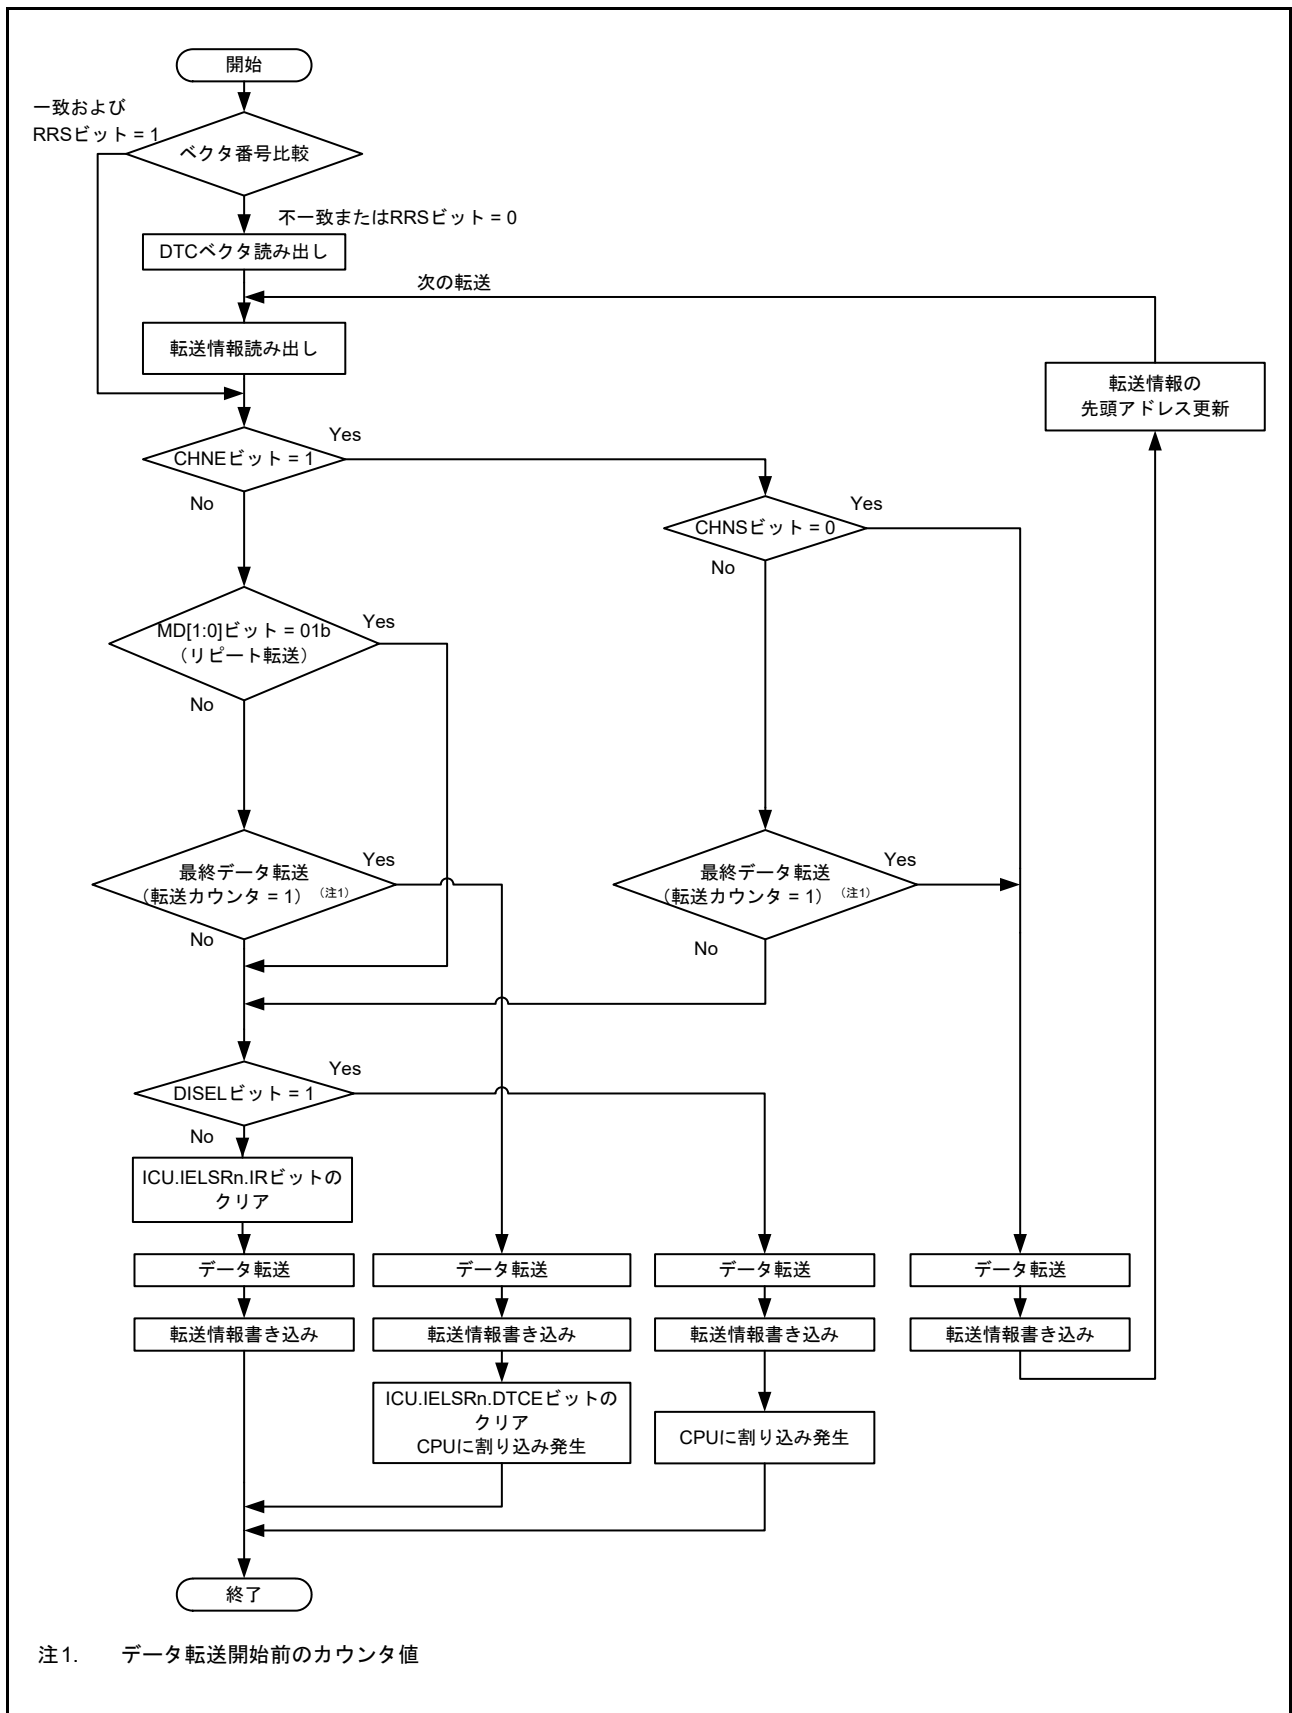 開始
一致および
RRSビット = 1
ベクタ番号比較
不一致またはRRSビット = 0
DTCベクタ読み出し
次の転送
転送情報読み出し
転送情報の
先頭アドレス更新
CHNEビット = 1
Yes
No
CHNSビット = 0
Yes
No
MD[1:0]ビット = 01b
（リピート転送）
Yes
No
最終データ転送
（転送カウンタ = 1）（注1）
Yes
No
最終データ転送
（転送カウンタ = 1）（注1）
Yes
No
DISELビット = 1
Yes
No
ICU.IELSRn.IRビットの
クリア
データ転送
データ転送
データ転送
データ転送
転送情報書き込み
転送情報書き込み
転送情報書き込み
転送情報書き込み
ICU.IELSRn.DTCEビットの
クリア
CPUに割り込み発生
CPUに割り込み発生
終了
注1. データ転送開始前のカウンタ値